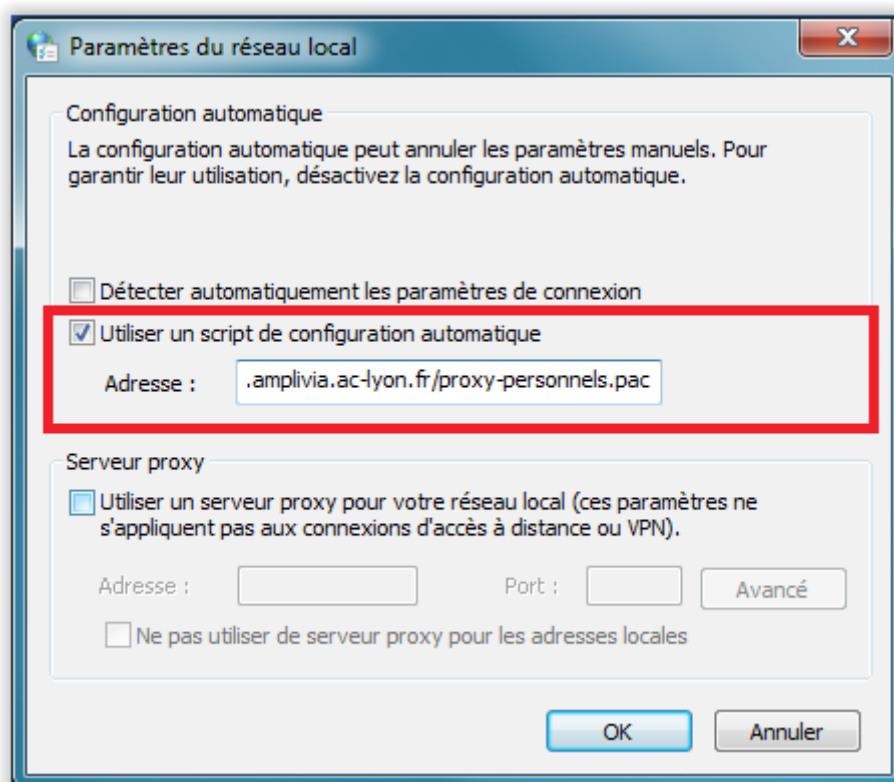 Paramètres du réseau local
Configuration automatique
La configuration automatique peut annuler les paramètres manuels. Pour
garantir leur utilisation, désactivez la configuration automatique.
Détecter automatiquement les paramètres de connexion
Utiliser un script de configuration automatique
Adresse : .amplivia.ac-lyon.fr/proxy-personnels.pac
Serveur proxy
Utiliser un serveur proxy pour votre réseau local (ces paramètres ne
s'appliquent pas aux connexions d'accès à distance ou VPN).
Adresse : Port : Avancé
Ne pas utiliser de serveur proxy pour les adresses locales
OK Annuler